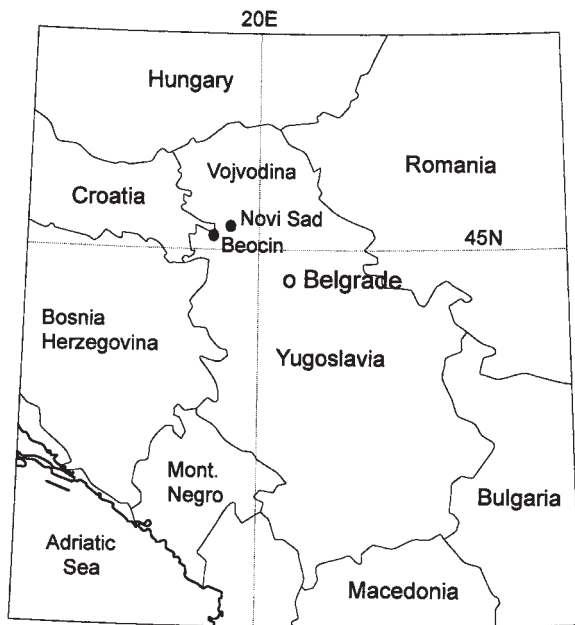 20E
Hungary
Vojvodina
Romania
Croatia
Novi Sad
Beocin
45N
o Belgrade
Bosnia
Herzegovina
Yugoslavia
Mont.
Negro
Bulgaria
Adriatic
Sea
Macedonia